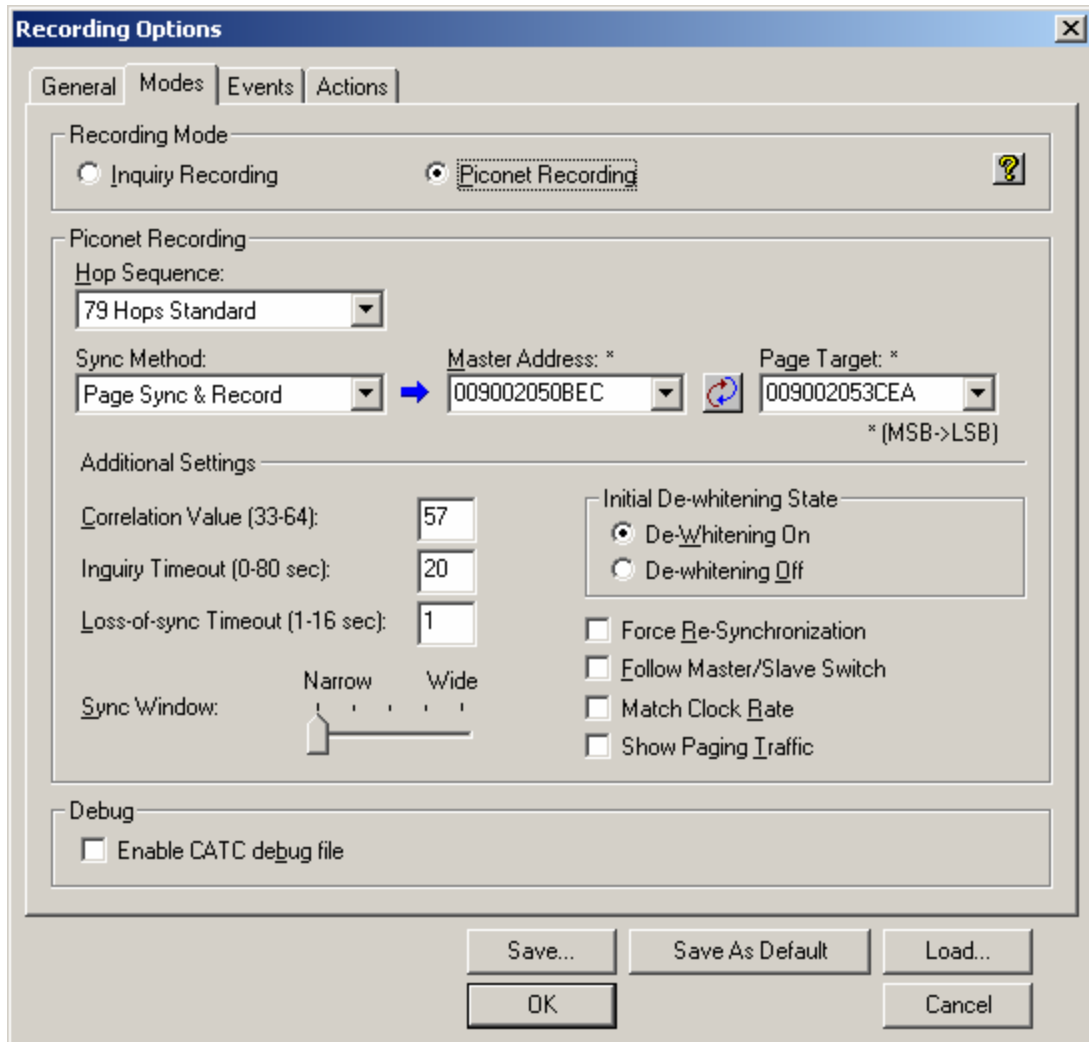 Recording Options
General Modes Events Actions
Recording Mode
Inquiry Recording Piconet Recording
Piconet Recording
Hop Sequence:
79 Hops Standard
Sync Method: Master Address: * Page Target: *
Page Sync & Record 009002050BEC 009002053CEA
* (MSB->LSB)
Additional Settings
Correlation Value (33-64): 57
Inquiry Timeout (0-80 sec): 20
Loss-of-sync Timeout (1-16 sec): 1
Narrow Wide
Sync Window:
Initial De-whitening State
De-Whitening On
De-whitening Off
Force Re-Synchronization
Follow Master/Slave Switch
Match Clock Rate
Show Paging Traffic
Debug
Enable CATC debug file
Save... Save As Default Load...
OK Cancel